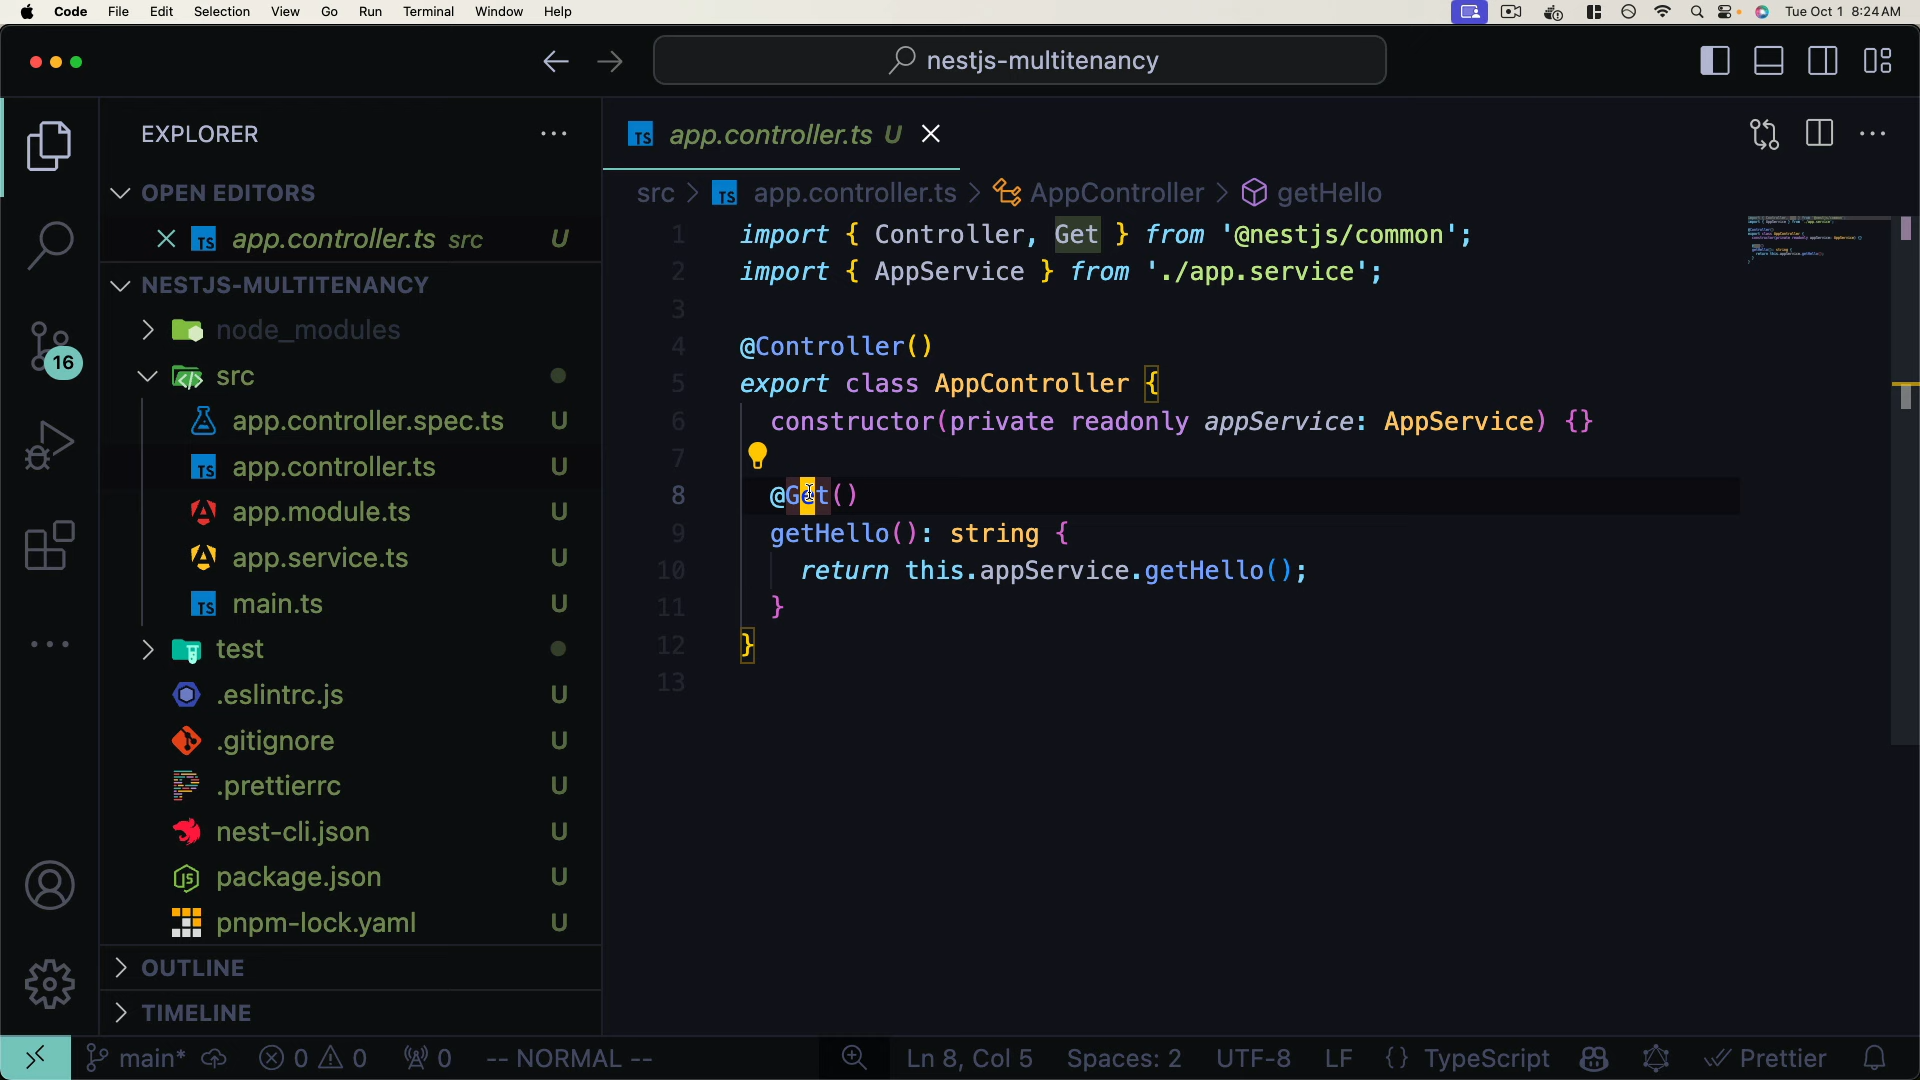 Code File Edit Selection View Go Run Terminal Window Help Tue Oct 1 8:24 AM
nestjs-multitenancy
EXPLORER
OPEN EDITORS
app.controller.ts src U
NESTJS-MULTITENANCY
node_modules
src
app.controller.spec.ts U
app.controller.ts U
app.module.ts U
app.service.ts U
main.ts U
test
.eslintrc.js U
.gitignore U
.prettierrc U
nest-cli.json U
package.json U
pnpm-lock.yaml U
OUTLINE
TIMELINE
16
app.controller.ts U
src > app.controller.ts > AppController > getHello
1 import { Controller, Get } from '@nestjs/common';
2 import { AppService } from './app.service';
3
4 @Controller()
5 export class AppController {
6 constructor(private readonly appService: AppService) {}
7
8 @Get()
9 getHello(): string {
10 return this.appService.getHello();
11 }
12 }
13
main* 0 0 0 -- NORMAL -- Ln 8, Col 5 Spaces: 2 UTF-8 LF {} TypeScript Prettier